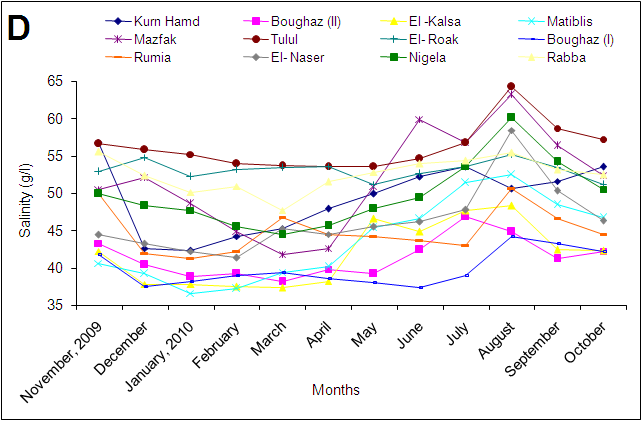 D
Kum Hamd Boughaz (II) El-Kalsa Matiblis
Mazfak Tulul El-Roak Boughaz (I)
Rumia El-Naser Nigela Rabba
65
60
55
50
45
40
35
Salinity (g/l)
November, 2009 December January, 2010 February March April May June July August September October
Months